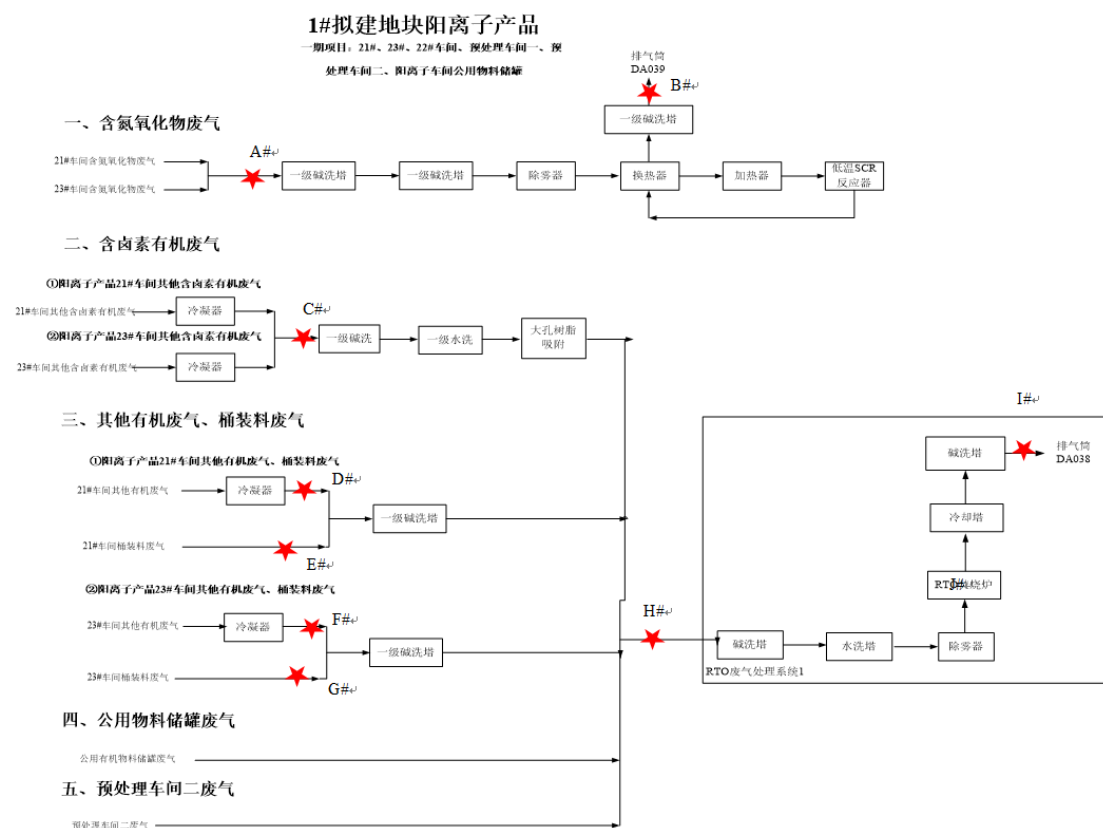 1#拟建地块阳离子产品
一期项目：21#、23#、22#车间、预处理车间一、预
处理车间二、阳离子车间公用物料储罐
排气筒
DA039
B#
一级碱洗塔
一、含氮氧化物废气
A#
21#车间含氮氧化物废气
23#车间含氮氧化物废气
一级碱洗塔
一级碱洗塔
除雾器
换热器
加热器
低温SCR
反应器
二、含卤素有机废气
①阳离子产品21#车间其他含卤素有机废气
21#车间其他含卤素有机废气
冷凝器
C#
②阳离子产品23#车间其他含卤素有机废气
23#车间其他含卤素有机废气
冷凝器
一级碱洗
一级水洗
大孔树脂
吸附
三、其他有机废气、桶装料废气
①阳离子产品21#车间其他有机废气、桶装料废气
21#车间其他有机废气
冷凝器
D#
一级碱洗塔
21#车间桶装料废气
E#
②阳离子产品23#车间其他有机废气、桶装料废气
23#车间其他有机废气
冷凝器
F#
一级碱洗塔
23#车间桶装料废气
G#
H#
I#
碱洗塔
排气筒
DA038
冷却塔
RTO焚烧炉
J#
碱洗塔
水洗塔
除雾器
RTO废气处理系统1
四、公用物料储罐废气
公用有机物料储罐废气
五、预处理车间二废气
预处理车间二废气